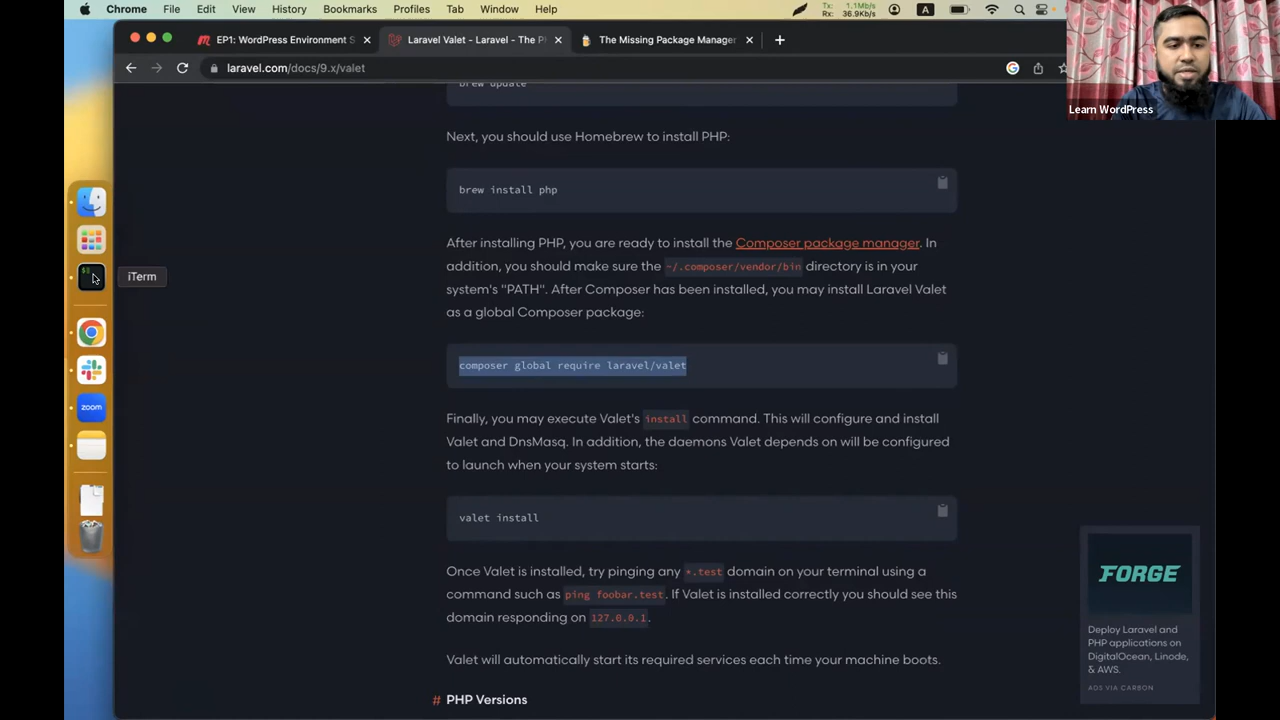 Chrome File Edit View History Bookmarks Profiles Tab Window Help
Tx: 1.1Mb/s
Rx: 36.9Kb/s
A
EP1: WordPress Environment S
Laravel Valet - Laravel - The P
The Missing Package Manager
laravel.com/docs/9.x/valet
Learn WordPress
brew update
Next, you should use Homebrew to install PHP:
brew install php
After installing PHP, you are ready to install the Composer package manager. In
addition, you should make sure the ~/.composer/vendor/bin directory is in your
system's "PATH". After Composer has been installed, you may install Laravel Valet
as a global Composer package:
iTerm
composer global require laravel/valet
Finally, you may execute Valet's install command. This will configure and install
Valet and DnsMasq. In addition, the daemons Valet depends on will be configured
to launch when your system starts:
zoom
valet install
Once Valet is installed, try pinging any *.test domain on your terminal using a
command such as ping foobar.test. If Valet is installed correctly you should see this
domain responding on 127.0.0.1.
Valet will automatically start its required services each time your machine boots.
# PHP Versions
FORGE
Deploy Laravel and
PHP applications on
DigitalOcean, Linode,
& AWS.
ADS VIA CARBON